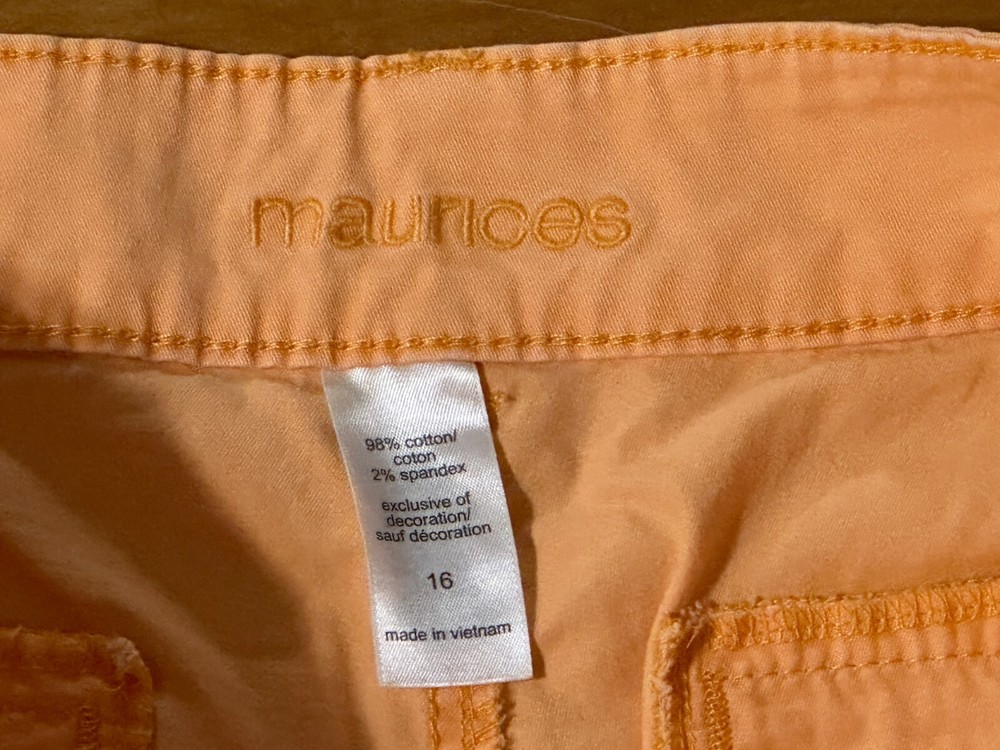 maurices
98% cotton/
coton
2% spandex
exclusive of
decoration/
sauf décoration
16
made in vietnam